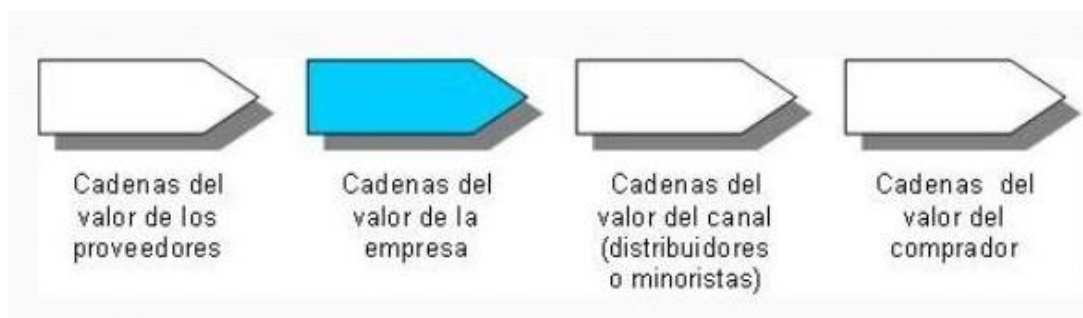 Cadenas del
valor de los
proveedores
Cadenas del
valor de la
empresa
Cadenas del
valor del canal
(distribuidores
o minoristas)
Cadenas del
valor del
comprador